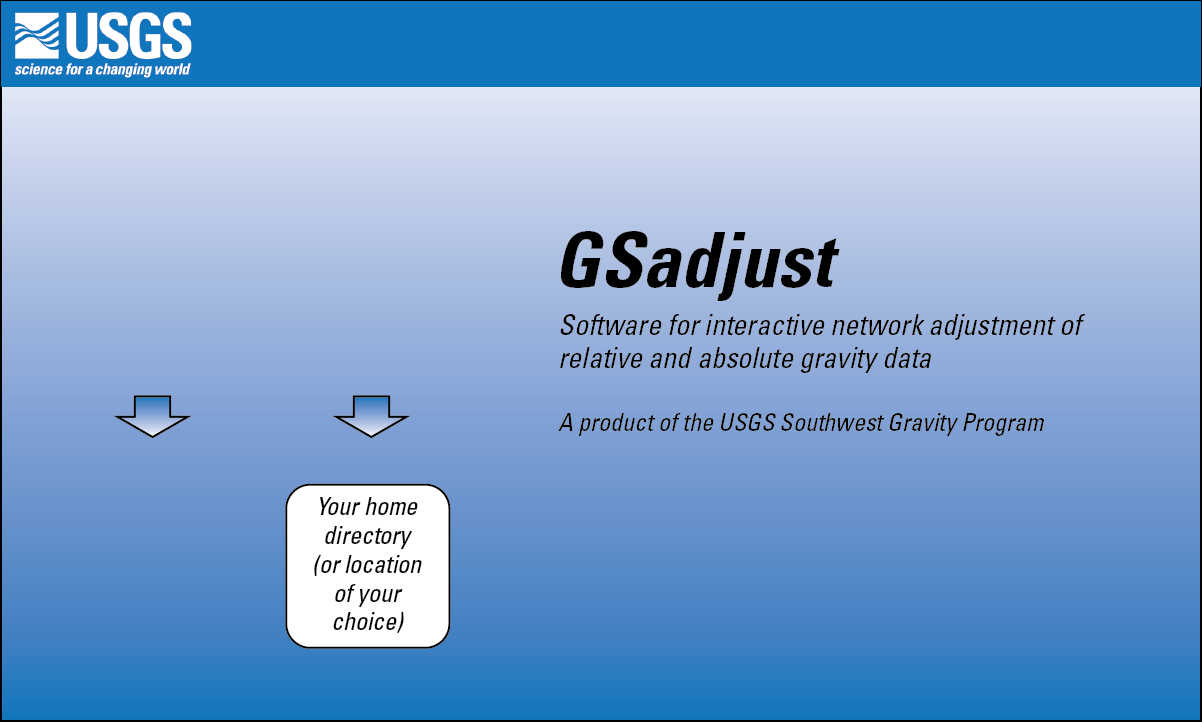 USGS
science for a changing world
GSadjust
Software for interactive network adjustment of
relative and absolute gravity data
A product of the USGS Southwest Gravity Program
Your home
directory
(or location
of your
choice)